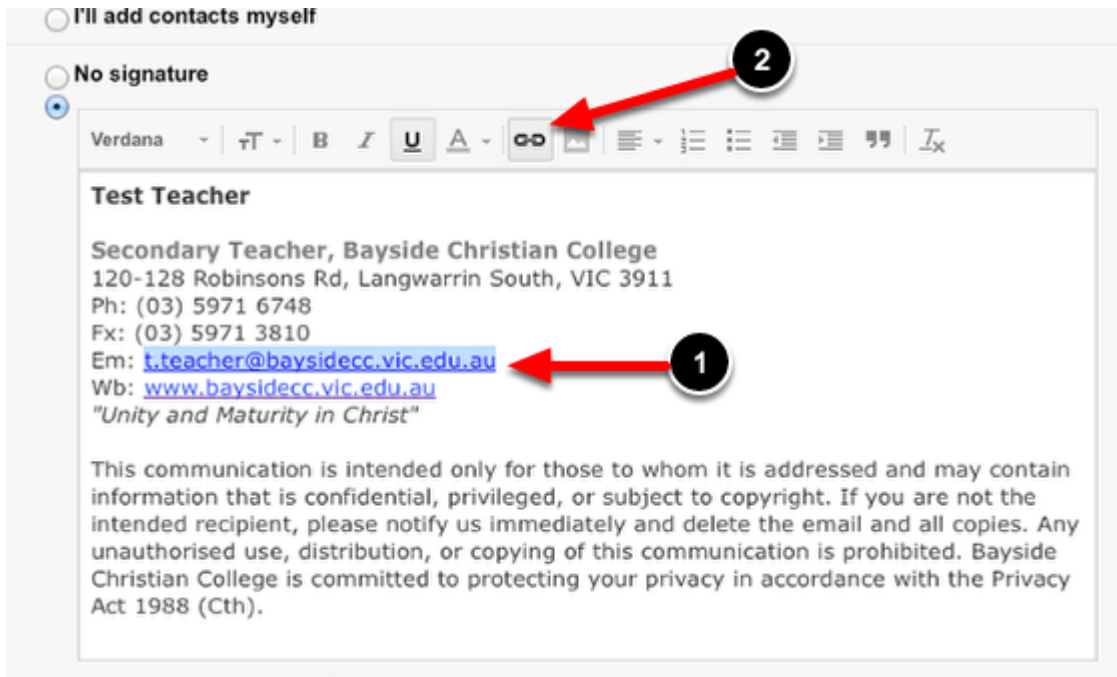 I'll add contacts myself
2
No signature
Verdana T B I U A Tx
Test Teacher
Secondary Teacher, Bayside Christian College
120-128 Robinsons Rd, Langwarrin South, VIC 3911
Ph: (03) 5971 6748
Fx: (03) 5971 3810
Em: t.teacher@baysidecc.vic.edu.au
1
Wb: www.baysidecc.vic.edu.au
"Unity and Maturity in Christ"
This communication is intended only for those to whom it is addressed and may contain
information that is confidential, privileged, or subject to copyright. If you are not the
intended recipient, please notify us immediately and delete the email and all copies. Any
unauthorised use, distribution, or copying of this communication is prohibited. Bayside
Christian College is committed to protecting your privacy in accordance with the Privacy
Act 1988 (Cth).